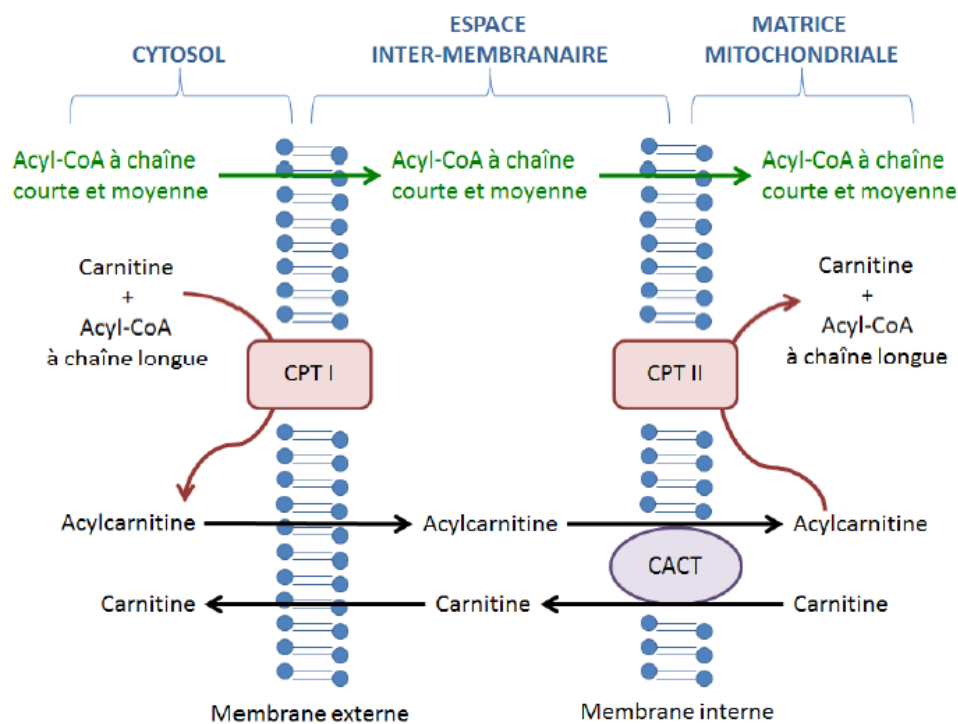 CYTOSOL
ESPACE
INTER-MEMBRANAIRE
MATRICE
MITOCHONDRIALE
Acyl-CoA à chaîne
courte et moyenne
Acyl-CoA à chaîne
courte et moyenne
Acyl-CoA à chaîne
courte et moyenne
Carnitine
+
Acyl-CoA
à chaîne longue
CPT I
CPT II
Carnitine
+
Acyl-CoA
à chaîne longue
Acylcarnitine
Acylcarnitine
Acylcarnitine
CACT
Carnitine
Carnitine
Carnitine
Membrane externe
Membrane interne